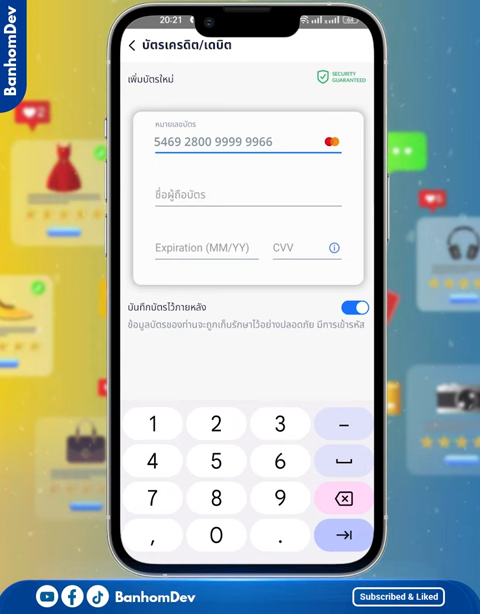 BanhomDev
20:21
บัตรเครดิต/เดบิต
เพิ่มบัตรใหม่
SECURITY
GUARANTEED
หมายเลขบัตร
5469 2800 9999 9966
ชื่อผู้ถือบัตร
Expiration (MM/YY)
CVV
บันทึกบัตรไว้ภายหลัง
ข้อมูลบัตรของท่านจะถูกเก็บรักษาไว้อย่างปลอดภัย มีการเข้ารหัส
1 2 3 –
4 5 6
7 8 9
, 0 .
BanhomDev
Subscribed & Liked